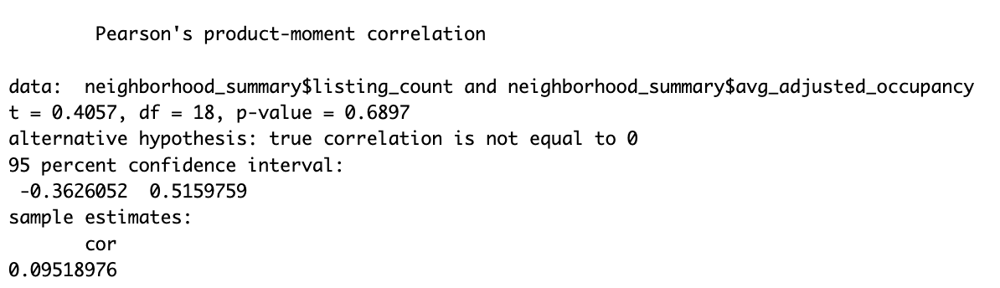 Pearson's product-moment correlation
data:  neighborhood_summary$listing_count and neighborhood_summary$avg_adjusted_occupancy
t = 0.4057, df = 18, p-value = 0.6897
alternative hypothesis: true correlation is not equal to 0
95 percent confidence interval:
 -0.3626052  0.5159759
sample estimates:
       cor
0.09518976